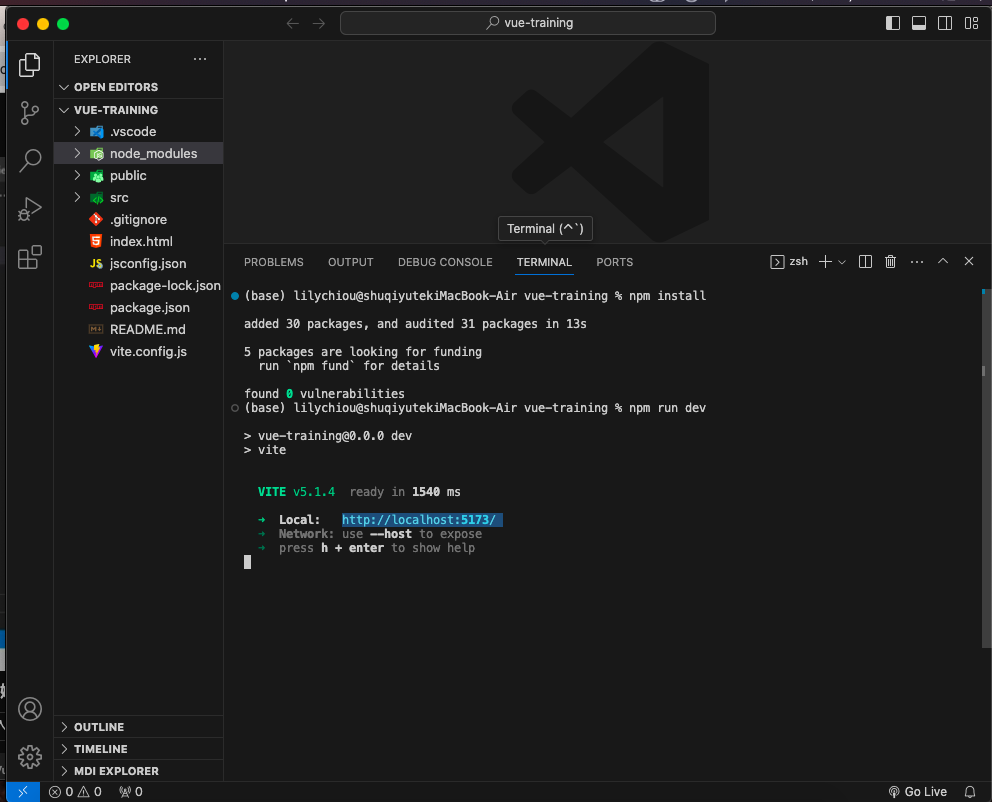 vue-training
EXPLORER
OPEN EDITORS
VUE-TRAINING
.vscode
node_modules
public
src
.gitignore
index.html
JS jsconfig.json
package-lock.json
package.json
README.md
vite.config.js
OUTLINE
TIMELINE
MDI EXPLORER
Terminal (^`)
PROBLEMS OUTPUT DEBUG CONSOLE TERMINAL PORTS
zsh
(base) lilychiou@shuqiyutekiMacBook-Air vue-training % npm install
added 30 packages, and audited 31 packages in 13s
5 packages are looking for funding
run `npm fund` for details
found 0 vulnerabilities
(base) lilychiou@shuqiyutekiMacBook-Air vue-training % npm run dev
> vue-training@0.0.0 dev
> vite
VITE v5.1.4 ready in 1540 ms
➜ Local: http://localhost:5173/
➜ Network: use --host to expose
➜ press h + enter to show help
0 0 0
Go Live